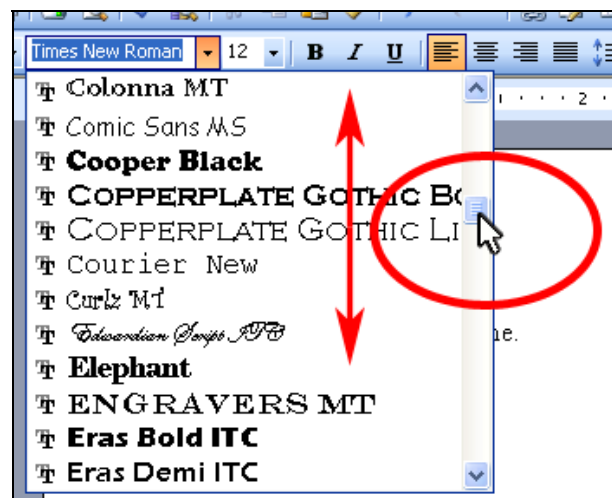 Times New Roman 12 B I U
Colonna MT
2
Comic Sans MS
Cooper Black
COPPERPLATE GOTHIC BO
COPPERPLATE GOTHIC LI
Courier New
Curlz MT
Edwardian Script ITC
ne.
Elephant
ENGRAVERS MT
Eras Bold ITC
Eras Demi ITC